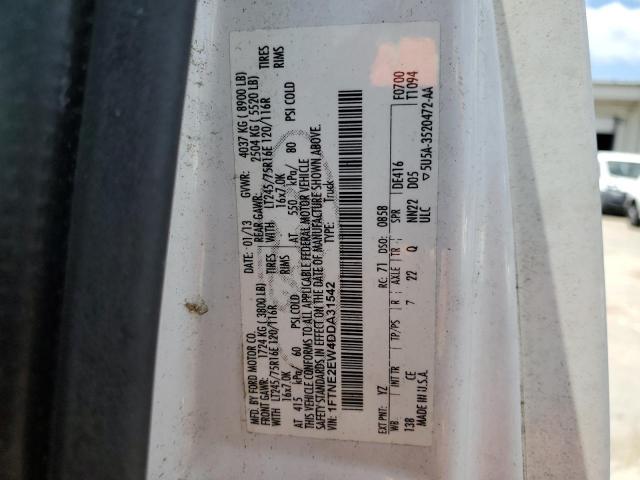 MFD. BY FORD MOTOR CO.
DATE: 01/13 GVWR: 4037 KG ( 8900 LB)
FRONT GAWR: 1724 KG ( 3800 LB) REAR GAWR: 2504 KG ( 5520 LB)
WITH LT245/75R16E 120/116R TIRES WITH LT245/75R16E 120/116R TIRES
16x7.0K RIMS 16x7.0K RIMS
AT 415 kPa/ 60 PSI COLD AT 550 kPa/ 80 PSI COLD
THIS VEHICLE CONFORMS TO ALL APPLICABLE FEDERAL MOTOR VEHICLE
SAFETY STANDARDS IN EFFECT ON THE DATE OF MANUFACTURE SHOWN ABOVE.
VIN: 1FTNE2EW4DDA31542 TYPE: Truck
F0700
T1094
EXT PNT: YZ RC: 71 DSO: 085B
WB INT TR TP/PS R AXLE TR SPR DE416
138 CE 7 22 Q NN22 D05
MADE IN U.S.A. ULC ▽5U5A-3520472-AA